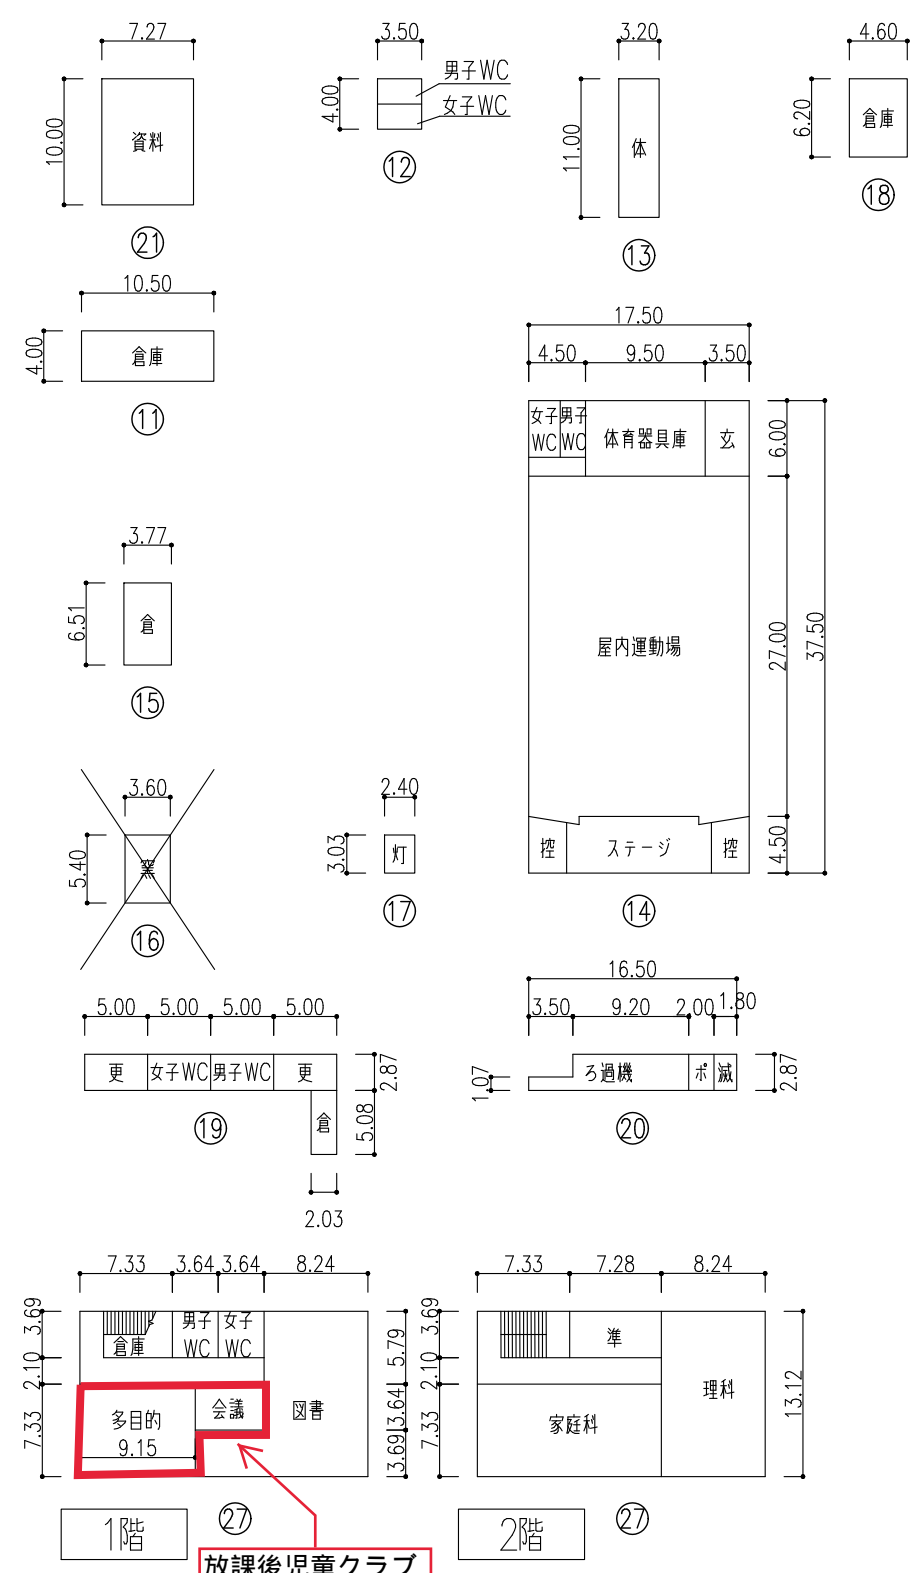 7.27
10.00
資料
㉑
3.50
4.00
男子WC
女子WC
⑫
3.20
11.00
体
⑬
4.60
6.20
倉庫
⑱
10.50
4.00
倉庫
⑪
17.50
4.50 9.50 3.50
女子WC
男子WC
体育器具庫
玄
6.00
屋内運動場
27.00
37.50
控
ステージ
控
4.50
⑭
3.77
6.51
倉
⑮
3.60
5.40
窯
⑯
2.40
3.03
灯
⑰
5.00 5.00 5.00 5.00
更 女子WC 男子WC 更
2.87
倉
5.08
⑲
2.03
16.50
3.50 9.20 2.00 1.80
1.07
ろ過機 ポ 滅
2.87
⑳
7.33 3.64 3.64 8.24
3.69
2.10
7.33
倉庫
男子WC
女子WC
多目的
9.15
会議
図書
5.79
3.64
3.69
1階
㉗
放課後児童クラブ
7.33 7.28 8.24
3.69
2.10
7.33
準
家庭科
理科
13.12
2階
㉗